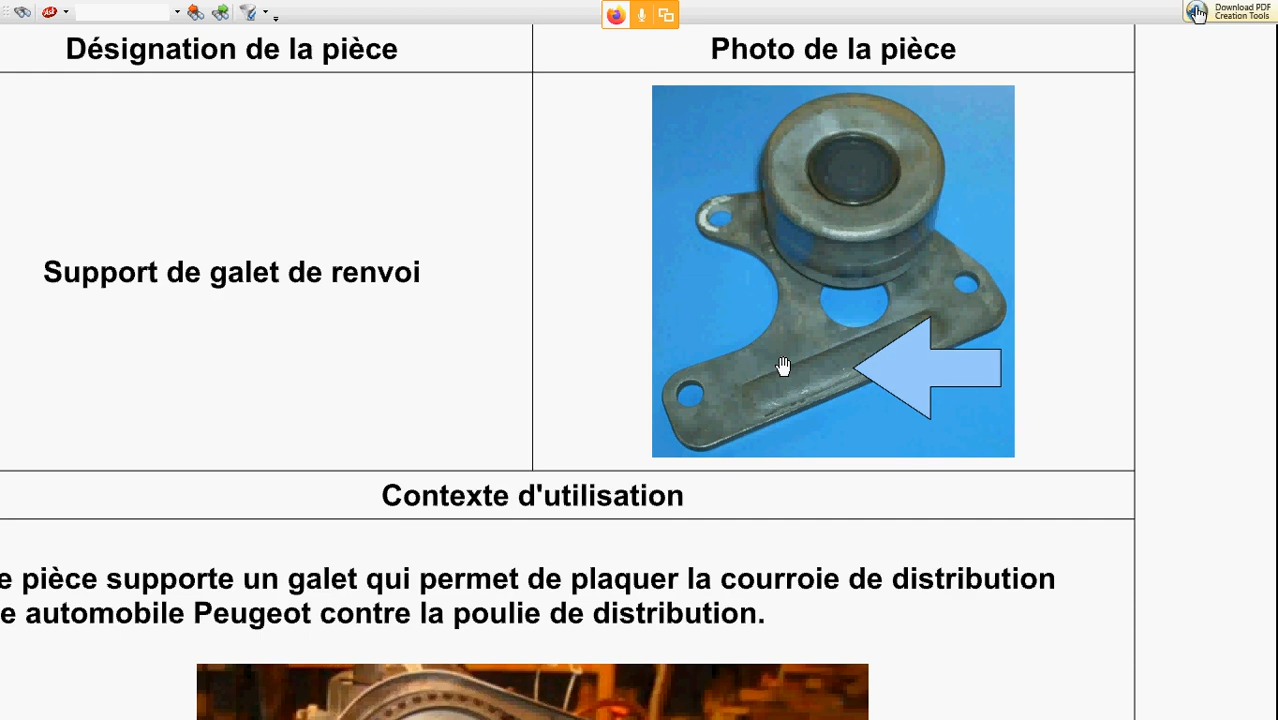 Ask
Download PDF
Creation Tools
Désignation de la pièce
Photo de la pièce
Support de galet de renvoi
Contexte d'utilisation
e pièce supporte un galet qui permet de plaquer la courroie de distribution
e automobile Peugeot contre la poulie de distribution.